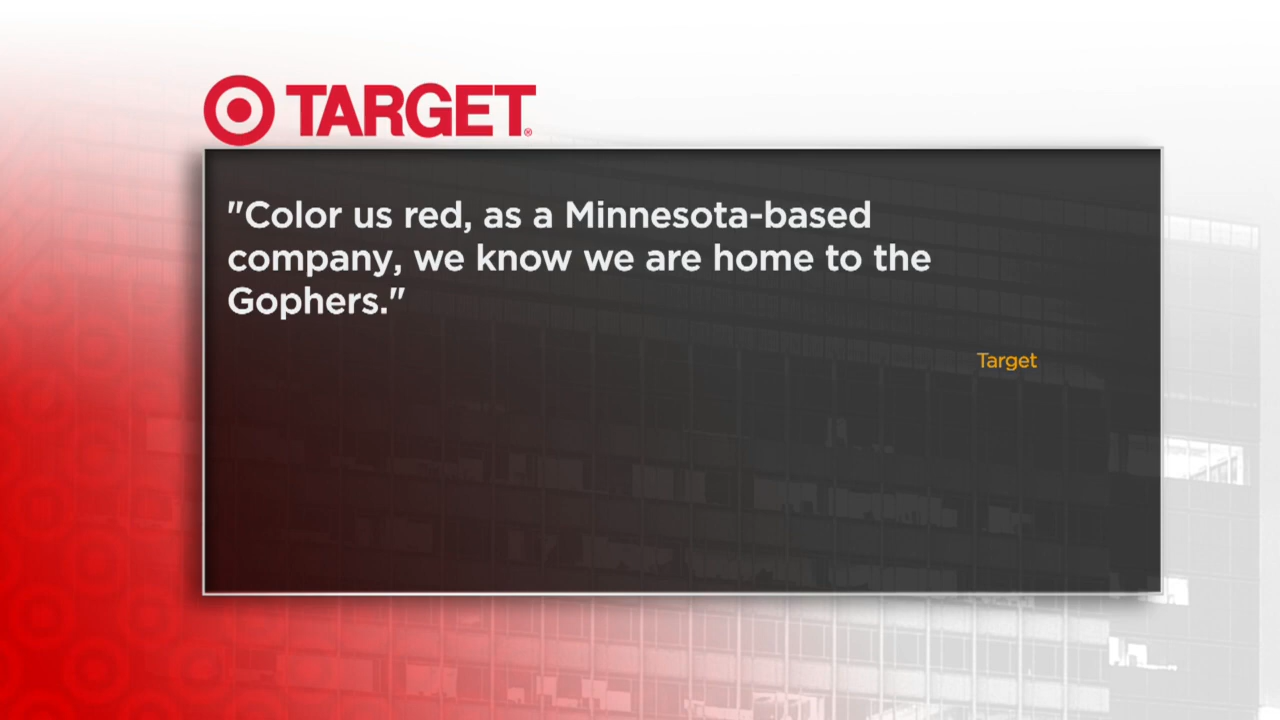 TARGET
"Color us red, as a Minnesota-based
company, we know we are home to the
Gophers."
Target